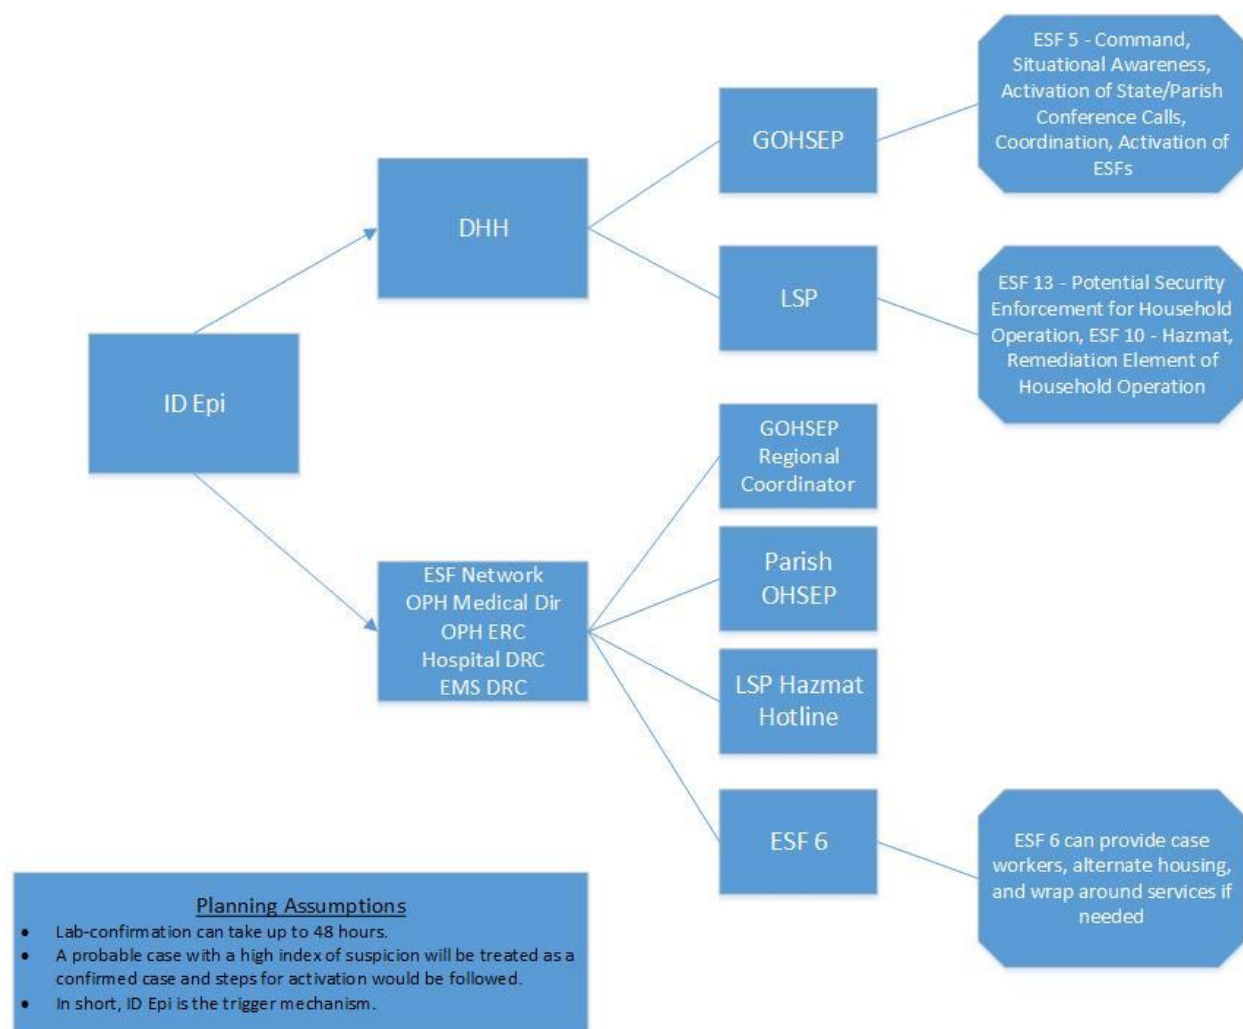 ID Epi
DHH
GOHSEP
ESF 5 - Command,
Situational Awareness,
Activation of State/Parish
Conference Calls,
Coordination, Activation of
ESFs
LSP
ESF 13 - Potential Security
Enforcement for Household
Operation, ESF 10 - Hazmat,
Remediation Element of
Household Operation
ESF Network
OPH Medical Dir
OPH ERC
Hospital DRC
EMS DRC
GOHSEP
Regional
Coordinator
Parish
OHSEP
LSP Hazmat
Hotline
ESF 6
ESF 6 can provide case
workers, alternate housing,
and wrap around services if
needed
Planning Assumptions
• Lab-confirmation can take up to 48 hours.
• A probable case with a high index of suspicion will be treated as a
confirmed case and steps for activation would be followed.
• In short, ID Epi is the trigger mechanism.